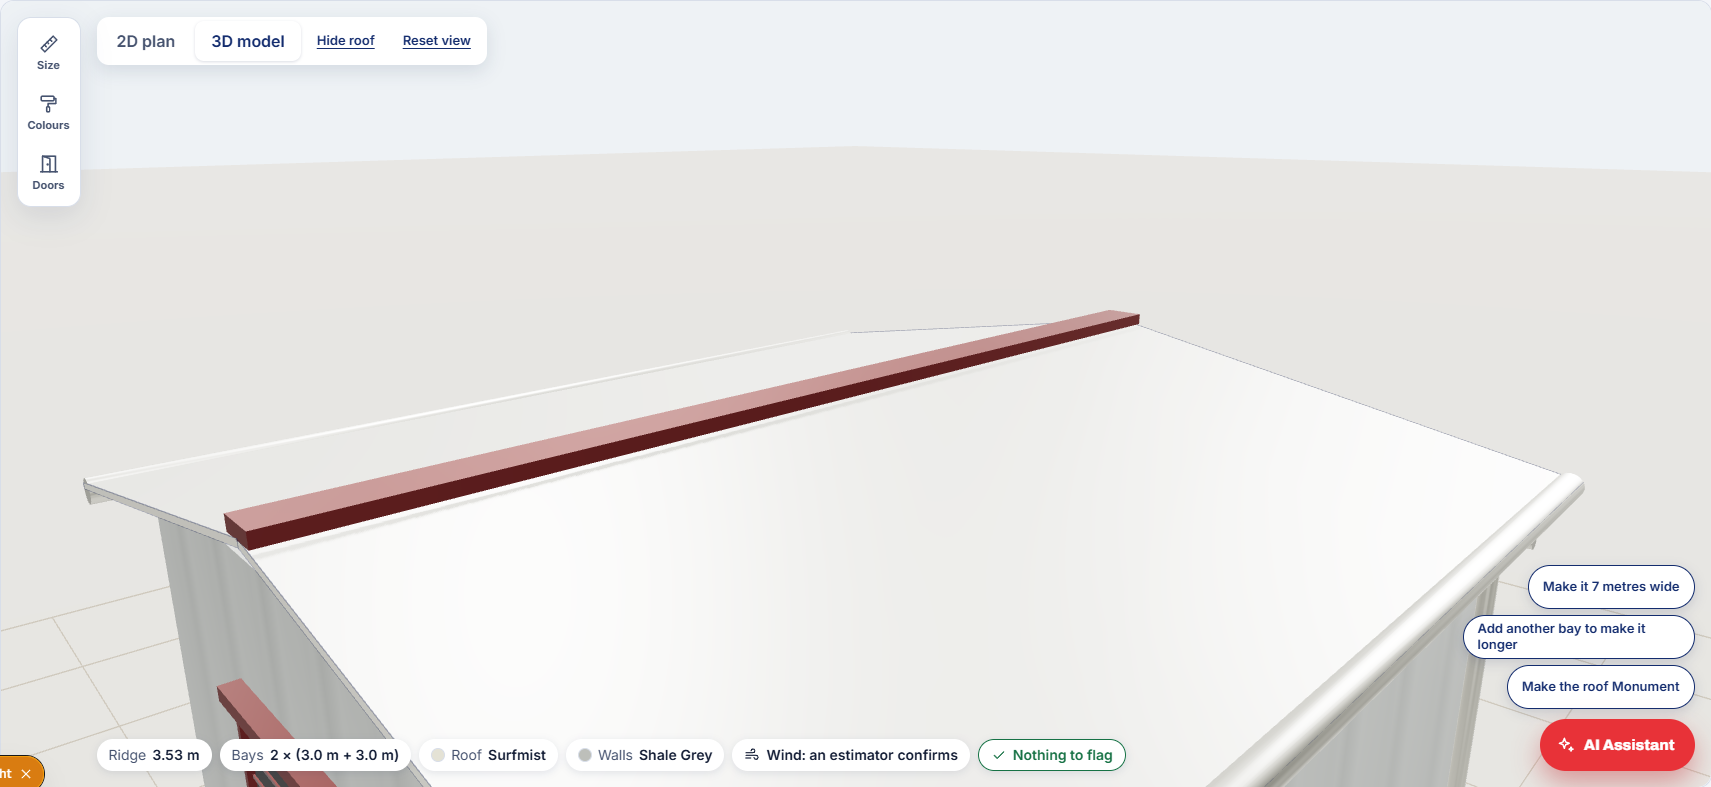 Size
Colours
Doors
2D plan
3D model
Hide roof
Reset view
Make it 7 metres wide
Add another bay to make it
longer
Make the roof Monument
AI Assistant
ht
Ridge 3.53 m
Bays 2 × (3.0 m + 3.0 m)
Roof Surfmist
Walls Shale Grey
Wind: an estimator confirms
Nothing to flag